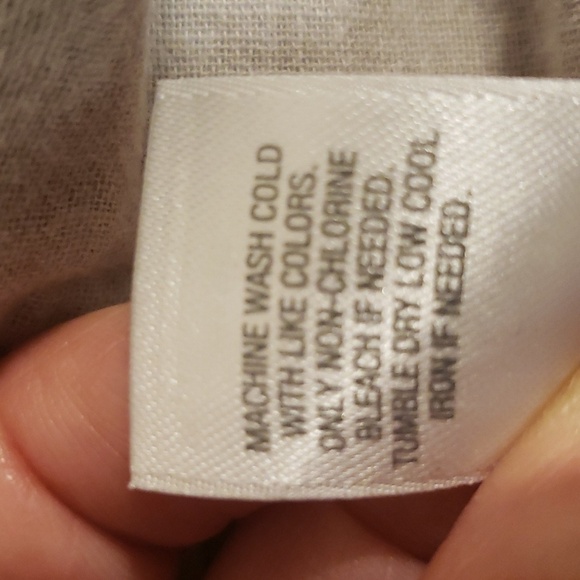 MACHINE WASH COLD
WITH LIKE COLORS.
ONLY NON-CHLORINE
BLEACH IF NEEDED.
TUMBLE DRY LOW COOL
IRON IF NEEDED.